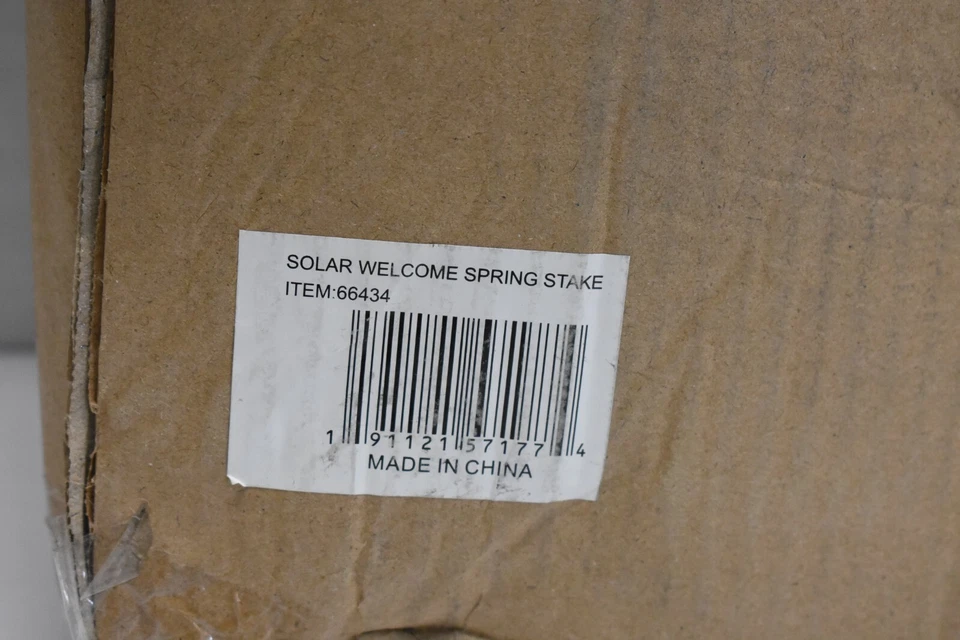 SOLAR WELCOME SPRING STAKE
ITEM:66434
1 91121 57177 4
MADE IN CHINA